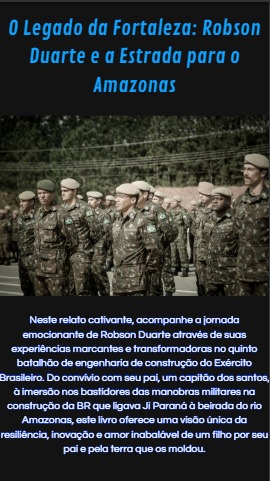 O Legado da Fortaleza: Robson
Duarte e a Estrada para o
Amazonas
Neste relato cativante, acompanhe a jornada
emocionante de Robson Duarte através de suas
experiências marcantes e transformadoras no quinto
batalhão de engenharia de construção do Exército
Brasileiro. Do convívio com seu pai, um capitão dos santos,
à imersão nos bastidores das manobras militares na
construção da BR que ligava Ji Paraná à beirada do rio
Amazonas, este livro oferece uma visão única da
resiliência, inovação e amor inabalável de um filho por seu
pai e pela terra que os moldou.